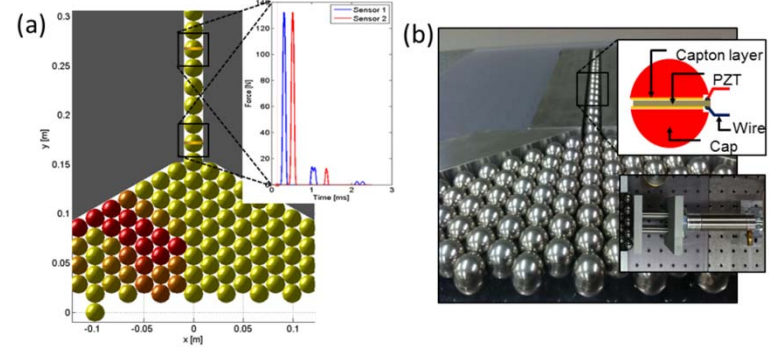 (a)
0.3
0.25
0.2
0.15
0.1
0.05
0
y [m]
-0.1
-0.05
0
0.05
0.1
x [m]
140
120
100
80
60
40
20
0
Force [N]
0
1
2
3
Time [ms]
Sensor 1
Sensor 2
(b)
Capton layer
PZT
Wire
Cap